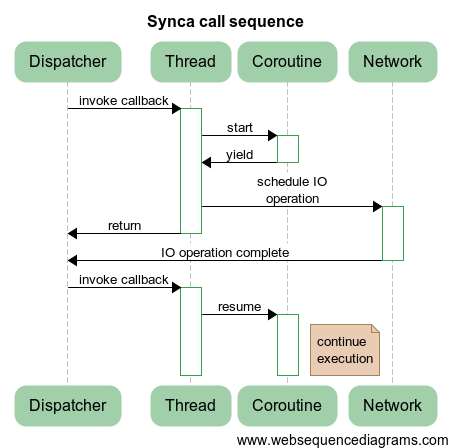 Synca call sequence
Dispatcher Thread Coroutine Network
invoke callback
start
yield
schedule IO
operation
return
IO operation complete
invoke callback
resume
continue
execution
Dispatcher Thread Coroutine Network
www.websequencediagrams.com